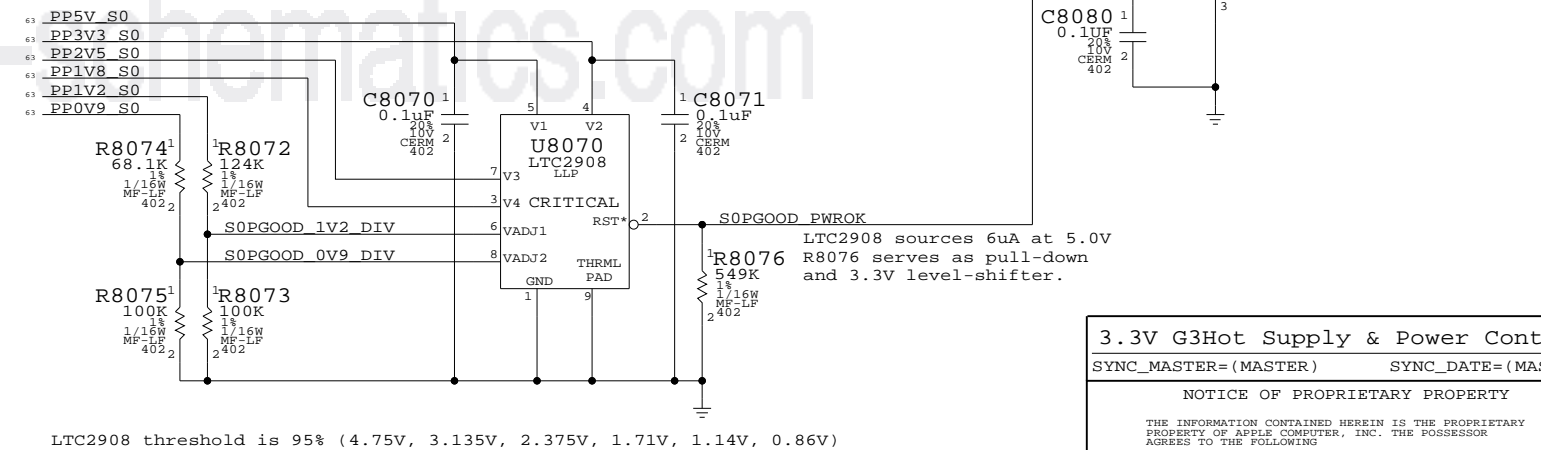 -schematics.com
63 PP5V_S0
63 PP3V3_S0
63 PP2V5_S0
63 PP1V8_S0
63 PP1V2_S0
63 PP0V9_S0
C8080 1
0.1UF
20%
10V
CERM 2
402
3
C8070 1
0.1uF
20%
10V
CERM 2
402
5 4
V1 V2
U8070
LTC2908
LLP
7 V3
3 V4 CRITICAL
RST* 2
6 VADJ1
8 VADJ2
THRML
PAD
GND
1 9
1 C8071
0.1uF
20%
10V
2 CERM
402
R8074 1
68.1K
1%
1/16W
MF-LF
402 2
1 R8072
124K
1%
1/16W
MF-LF
2 402
S0PGOOD_1V2_DIV
S0PGOOD_0V9_DIV
S0PGOOD_PWROK
LTC2908 sources 6uA at 5.0V
R8076 serves as pull-down
and 3.3V level-shifter.
1 R8076
549K
1%
1/16W
MF-LF
2 402
R8075 1
100K
1%
1/16W
MF-LF
402 2
1 R8073
100K
1%
1/16W
MF-LF
2 402
LTC2908 threshold is 95% (4.75V, 3.135V, 2.375V, 1.71V, 1.14V, 0.86V)
3.3V G3Hot Supply & Power Cont
SYNC_MASTER=(MASTER) SYNC_DATE=(MAS
NOTICE OF PROPRIETARY PROPERTY
THE INFORMATION CONTAINED HEREIN IS THE PROPRIETARY
PROPERTY OF APPLE COMPUTER, INC. THE POSSESSOR
AGREES TO THE FOLLOWING